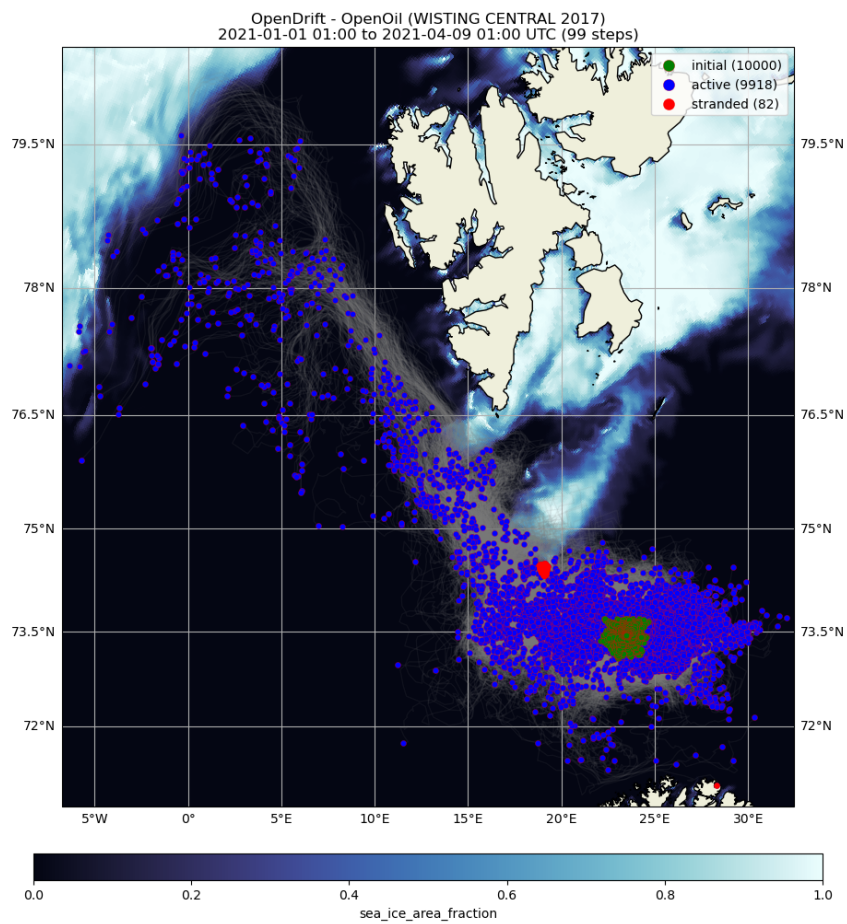 OpenDrift - OpenOil (WISTING CENTRAL 2017)
2021-01-01 01:00 to 2021-04-09 01:00 UTC (99 steps)
initial (10000)
active (9918)
stranded (82)
79.5°N 79.5°N
78°N 78°N
76.5°N 76.5°N
75°N 75°N
73.5°N 73.5°N
72°N 72°N
5°W 0° 5°E 10°E 15°E 20°E 25°E 30°E
0.0 0.2 0.4 0.6 0.8 1.0
sea_ice_area_fraction